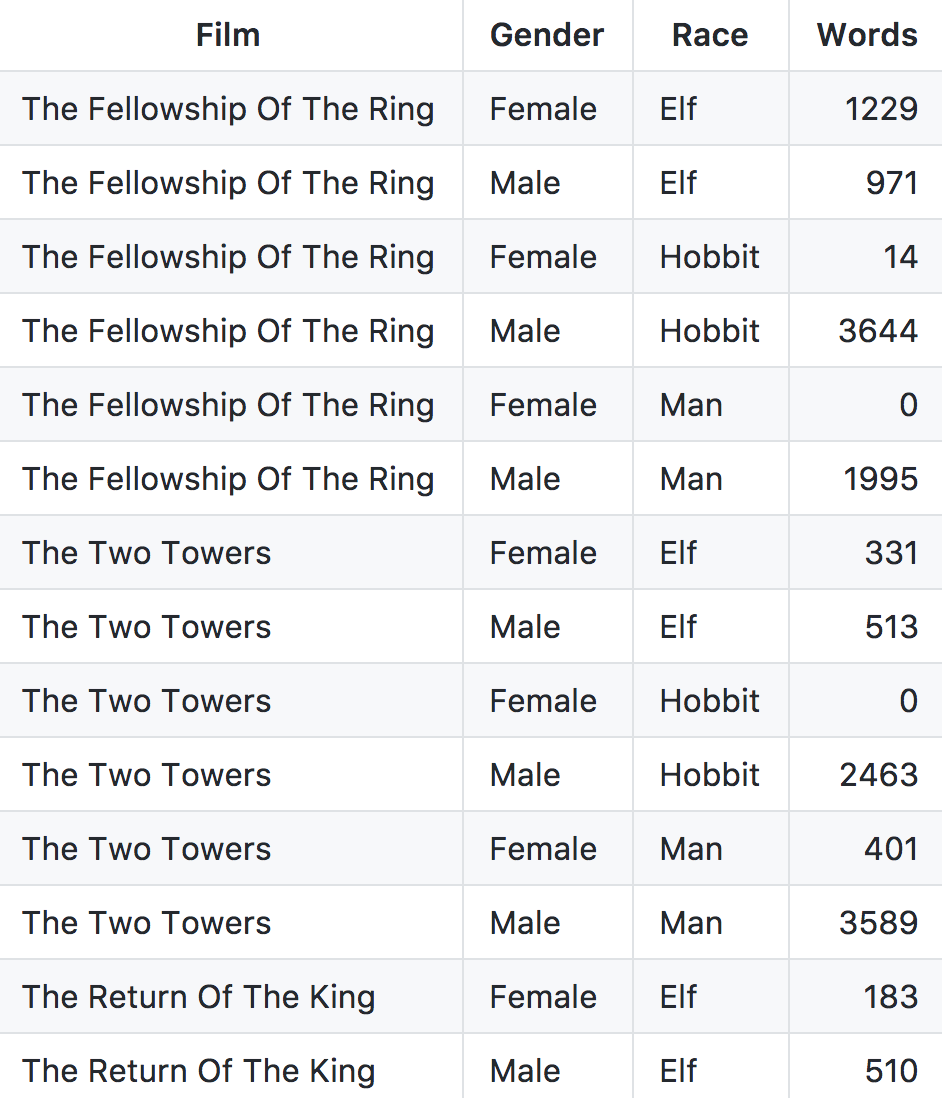 Film Gender Race Words
The Fellowship Of The Ring Female Elf 1229
The Fellowship Of The Ring Male Elf 971
The Fellowship Of The Ring Female Hobbit 14
The Fellowship Of The Ring Male Hobbit 3644
The Fellowship Of The Ring Female Man 0
The Fellowship Of The Ring Male Man 1995
The Two Towers Female Elf 331
The Two Towers Male Elf 513
The Two Towers Female Hobbit 0
The Two Towers Male Hobbit 2463
The Two Towers Female Man 401
The Two Towers Male Man 3589
The Return Of The King Female Elf 183
The Return Of The King Male Elf 510